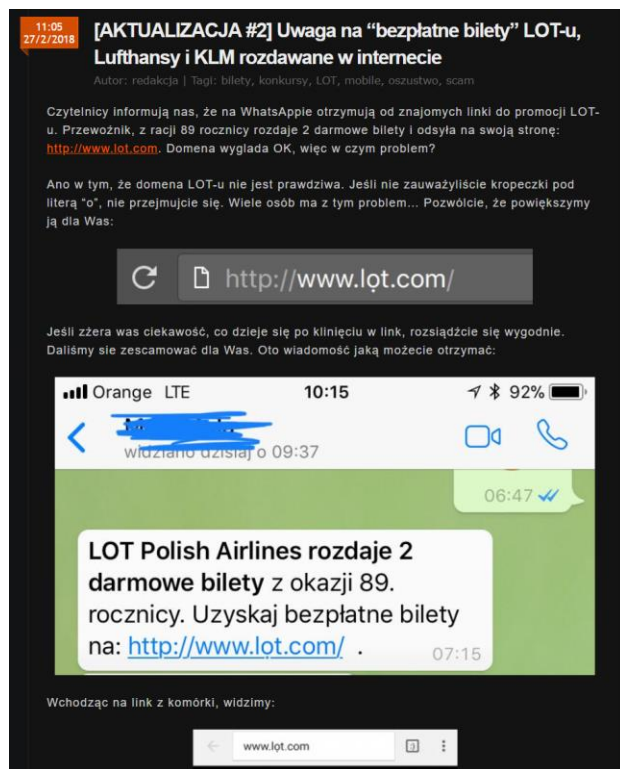 11:05
27/2/2018
[AKTUALIZACJA #2] Uwaga na “bezpłatne bilety” LOT-u,
Lufthansy i KLM rozdawane w internecie
Autor: redakcja | Tagi: bilety, konkursy, LOT, mobile, oszustwo, scam
Czytelnicy informują nas, że na WhatsAppie otrzymują od znajomych linki do promocji LOT-
u. Przewoźnik, z racji 89 rocznicy rozdaje 2 darmowe bilety i odsyła na swoją stronę:
http://www.lọt.com. Domena wyglada OK, więc w czym problem?
Ano w tym, że domena LOT-u nie jest prawdziwa. Jeśli nie zauważyliście kropeczki pod
literą "o", nie przejmujcie się. Wiele osób ma z tym problem... Pozwólcie, że powiększymy
ją dla Was:
http://www.lọt.com/
Jeśli zżera was ciekawość, co dzieje się po klinięciu w link, rozsiądźcie się wygodnie.
Daliśmy sie zescamować dla Was. Oto wiadomość jaką możecie otrzymać:
Orange LTE 10:15 92%
widziano dzisiaj o 09:37
06:47
LOT Polish Airlines rozdaje 2
darmowe bilety z okazji 89.
rocznicy. Uzyskaj bezpłatne bilety
na: http://www.lọt.com/ .
07:15
Wchodząc na link z komórki, widzimy:
www.lọt.com